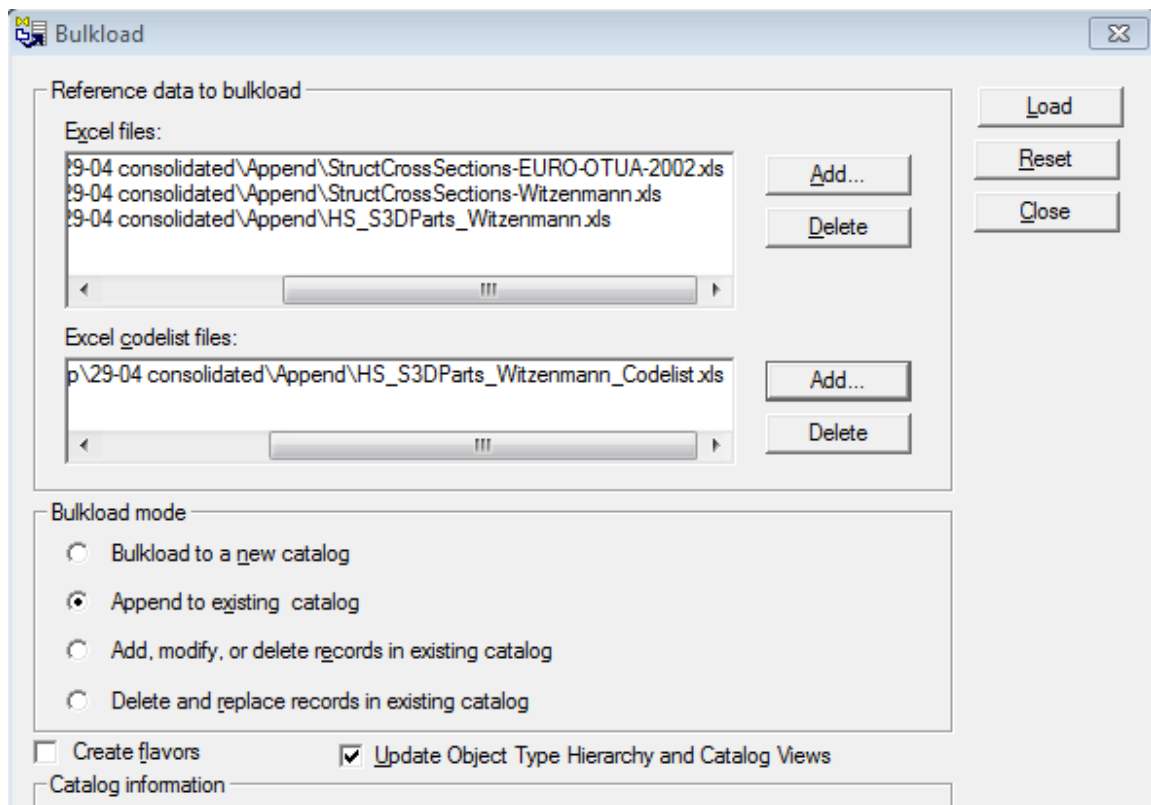 Bulkload
Reference data to bulkload
Excel files:
29-04 consolidated\Append\StructCrossSections-EURO-OTUA-2002.xls
29-04 consolidated\Append\StructCrossSections-Witzenmann.xls
29-04 consolidated\Append\HS_S3DParts_Witzenmann.xls
Add...
Delete
Load
Reset
Close
Excel codelist files:
p\29-04 consolidated\Append\HS_S3DParts_Witzenmann_Codelist.xls
Add...
Delete
Bulkload mode
Bulkload to a new catalog
Append to existing catalog
Add, modify, or delete records in existing catalog
Delete and replace records in existing catalog
Create flavors
Update Object Type Hierarchy and Catalog Views
Catalog information